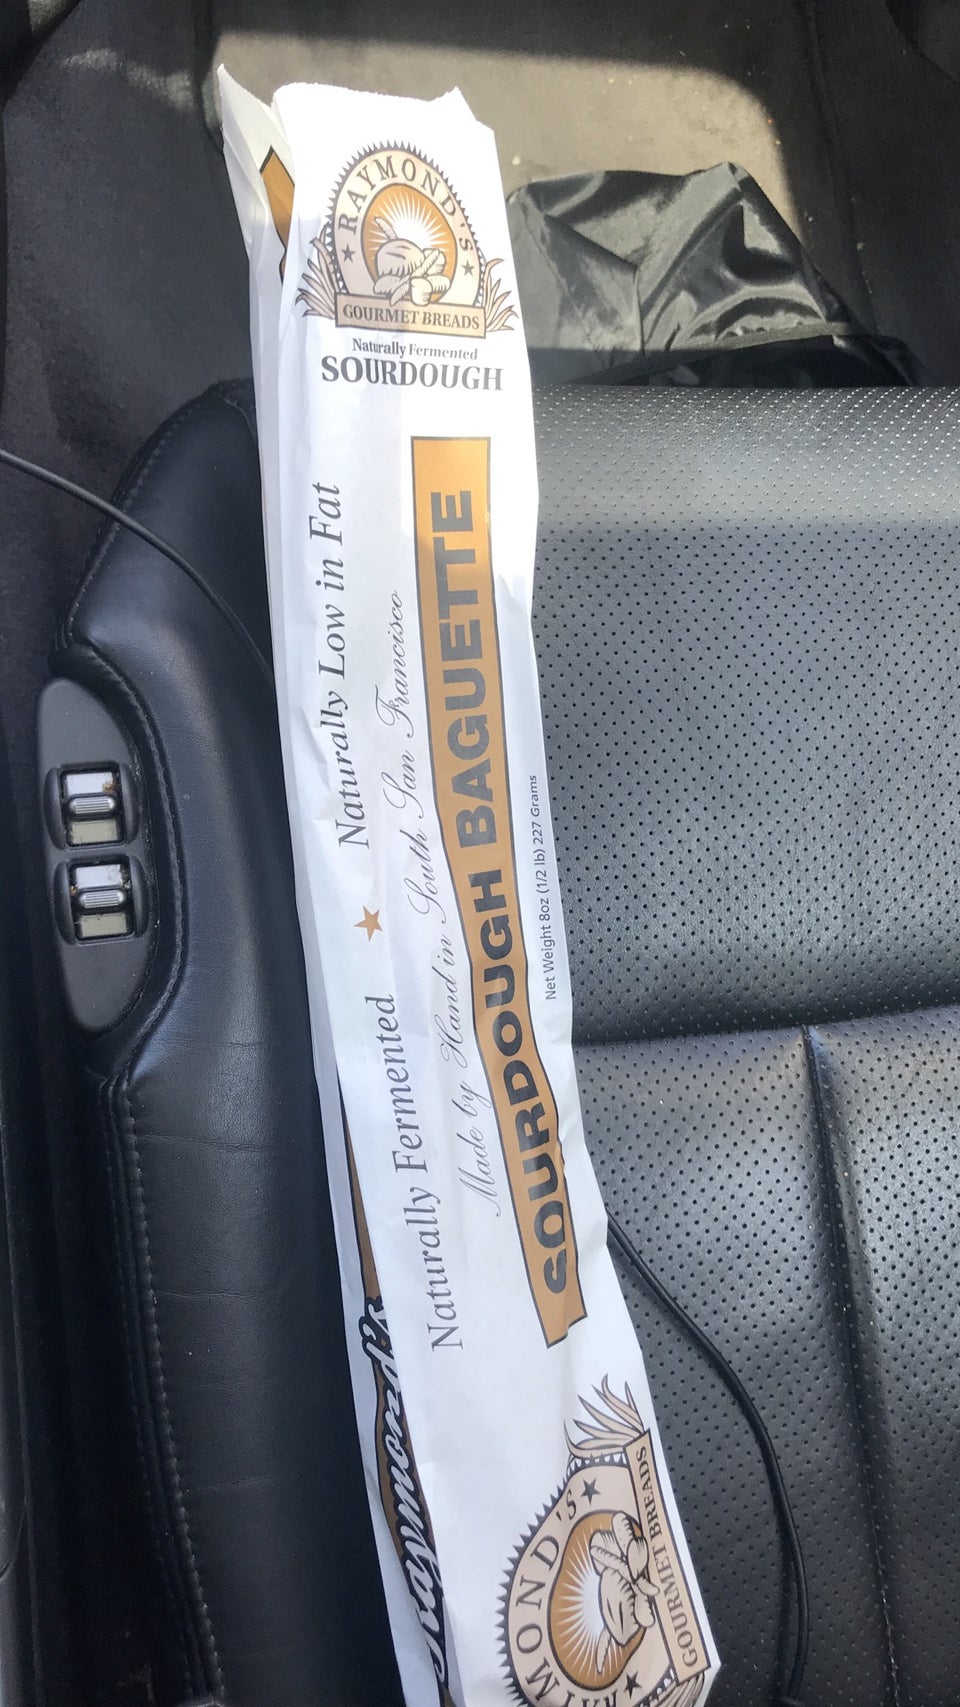 RAYMOND'S
GOURMET BREADS
Naturally Fermented
SOURDOUGH
Naturally Fermented ★ Naturally Low in Fat
Made by Hand in South San Francisco
SOURDOUGH BAGUETTE
Net Weight 8oz (1/2 lb) 227 Grams
Raymond's
RAYMOND'S
GOURMET BREADS